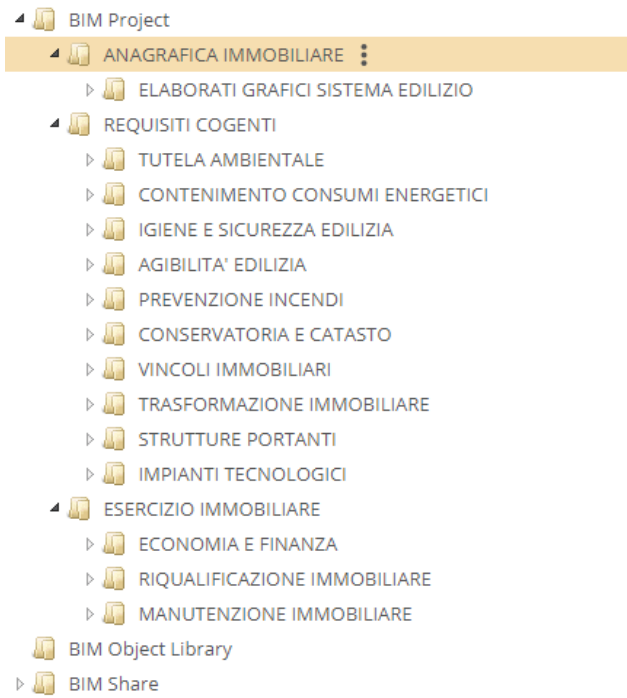 BIM Project
ANAGRAFICA IMMOBILIARE
ELABORATI GRAFICI SISTEMA EDILIZIO
REQUISITI COGENTI
TUTELA AMBIENTALE
CONTENIMENTO CONSUMI ENERGETICI
IGIENE E SICUREZZA EDILIZIA
AGIBILITA' EDILIZIA
PREVENZIONE INCENDI
CONSERVATORIA E CATASTO
VINCOLI IMMOBILIARI
TRASFORMAZIONE IMMOBILIARE
STRUTTURE PORTANTI
IMPIANTI TECNOLOGICI
ESERCIZIO IMMOBILIARE
ECONOMIA E FINANZA
RIQUALIFICAZIONE IMMOBILIARE
MANUTENZIONE IMMOBILIARE
BIM Object Library
BIM Share